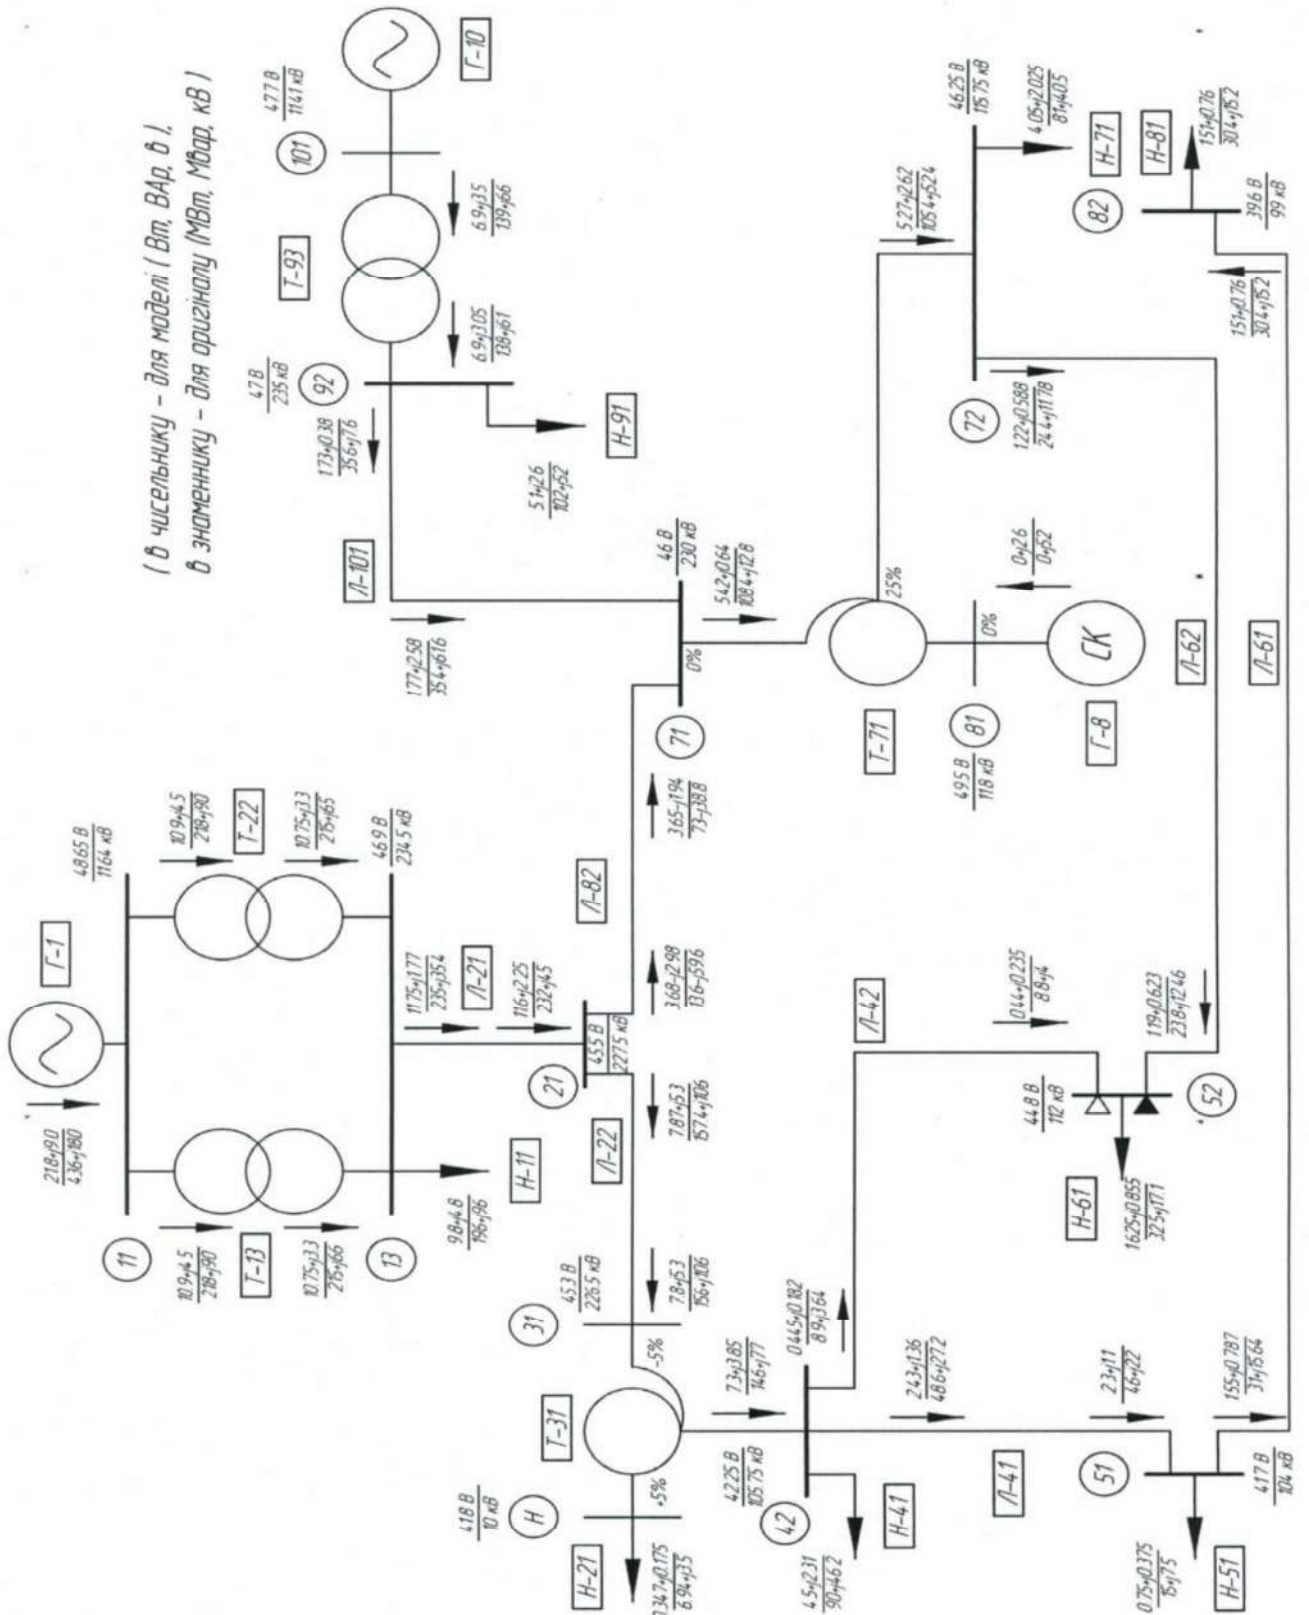 ( в чисельнику - для моделі ( Вт, ВАр, В ),
в знаменнику - для оригіналу (МВт, Мвар, кВ )
Г-1
21.8+j9.0
436+j180
48.65 В
11.64 кВ
11
10.9+j4.5
218+j90
Т-13
10.75+j3.3
215+j66
10.9+j4.5
218+j90
Т-22
10.75+j3.3
215+j65
13
46.9 В
234.5 кВ
9.8+j4.8
196+j96
Н-11
11.75+j1.77
235+j35.4
Л-21
11.6+j2.25
232+j45
21
45.5 В
227.5 кВ
7.87+j5.3
157.4+j106
Л-22
7.8+j5.3
156+j106
3.68-j2.98
13.6-j59.6
Л-82
3.65-j1.94
73-j38.8
31
45.3 В
226.5 кВ
-5%
Т-31
+5%
Н
41.8 В
10 кВ
Н-21
0.347+j0.175
6.94+j3.5
7.3+j3.85
146+j77
42
42.25 В
105.75 кВ
4.5+j2.31
90+j46.2
Н-41
0.445+j0.182
8.9+j3.64
Л-42
0.44+j0.235
8.8+j4
2.43+j1.36
48.6+j27.2
Л-41
2.3+j1.1
46+j22
51
41.7 В
104 кВ
0.75+j0.375
15+j7.5
Н-51
1.55+j0.787
31+j15.64
44.8 В
112 кВ
52
Н-61
1.625+j0.855
32.5+j17.1
1.19+j0.623
23.8+j12.46
Л-62
Л-61
Г-10
47.7 В
11.41 кВ
101
6.9+j3.5
139+j66
Т-93
6.9+j3.05
138+j61
47 В
235 кВ
92
1.73+j0.38
35.6+j7.6
5.1+j2.6
102+j52
Н-91
Л-101
1.77+j2.58
35.4+j61.6
46 В
230 кВ
71
0%
5.42+j0.64
108.4+j12.8
Т-71
25%
0%
81
49.5 В
11.8 кВ
0+j2.6
0+j52
СК
Г-8
5.27+j2.62
105.4+j52.4
46.25 В
115.75 кВ
72
4.05+j2.025
81+j40.5
Н-71
1.22+j0.588
24.4+j11.78
Н-81
82
1.51+j0.76
30.4+j15.2
39.6 В
99 кВ
1.51+j0.76
30.4+j15.2